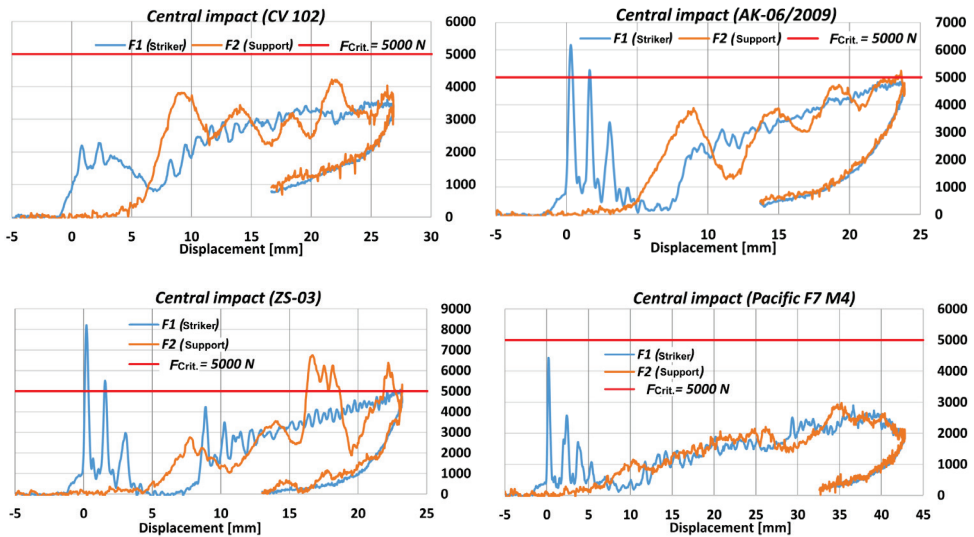 Central impact (CV 102)
F1 (Striker) F2 (Support) FCrit. = 5000 N
6000
5000
4000
3000
2000
1000
0
-5 0 5 10 15 20 25 30
Displacement [mm]
Central impact (AK-06/2009)
F1 (Striker) F2 (Support) FCrit. = 5000 N
7000
6000
5000
4000
3000
2000
1000
0
-5 0 5 10 15 20 25
Displacement [mm]
Central impact (ZS-03)
F1 (Striker)
F2 (Support)
FCrit. = 5000 N
9000
8000
7000
6000
5000
4000
3000
2000
1000
0
-5 0 5 10 15 20 25
Displacement [mm]
Central impact (Pacific F7 M4)
F1 (Striker)
F2 (Support)
FCrit. = 5000 N
6000
5000
4000
3000
2000
1000
0
-5 0 5 10 15 20 25 30 35 40 45
Displacement [mm]